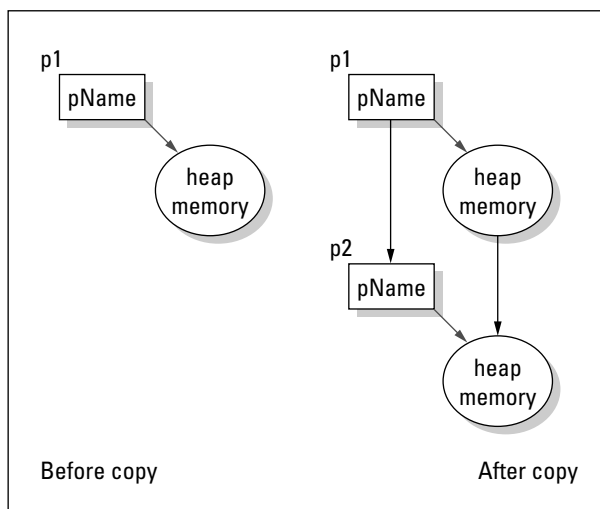 p1
pName
heap
memory
p1
pName
heap
memory
p2
pName
heap
memory
Before copy
After copy